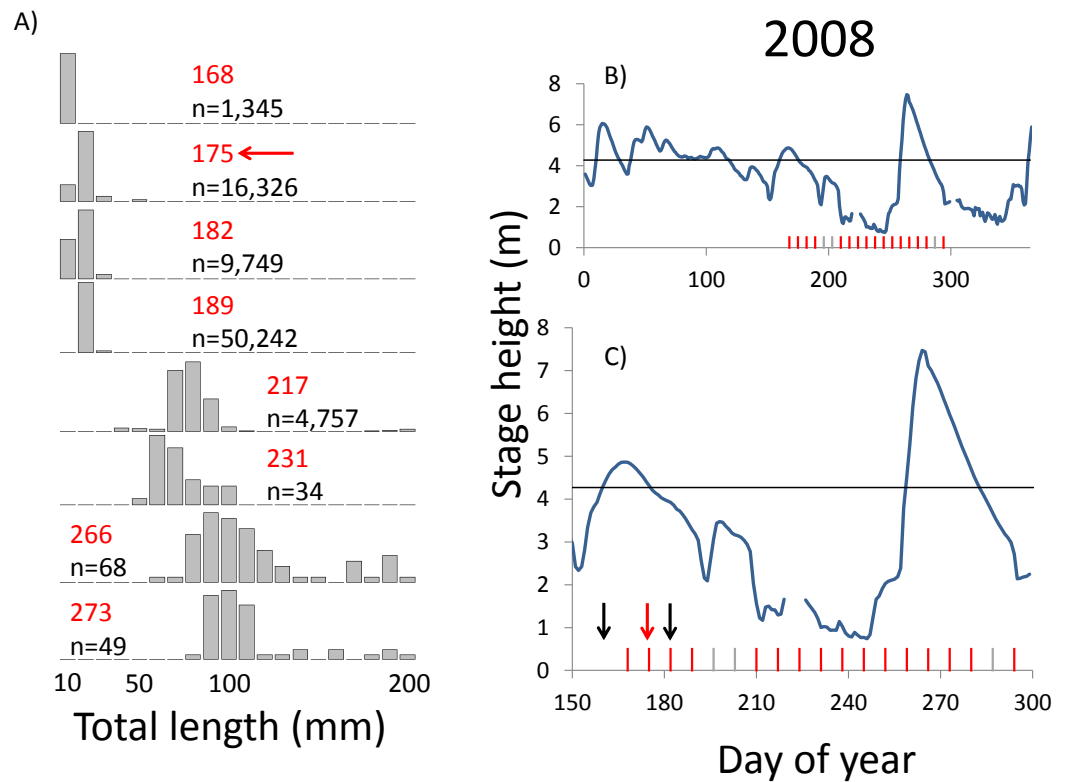 A)
168
n=1,345
175
n=16,326
182
n=9,749
189
n=50,242
217
n=4,757
231
n=34
266
n=68
273
n=49
10 50 100 200
Total length (mm)
2008
Stage height (m)
B)
8
6
4
2
0
0 100 200 300
C)
8
7
6
5
4
3
2
1
0
150 180 210 240 270 300
Day of year